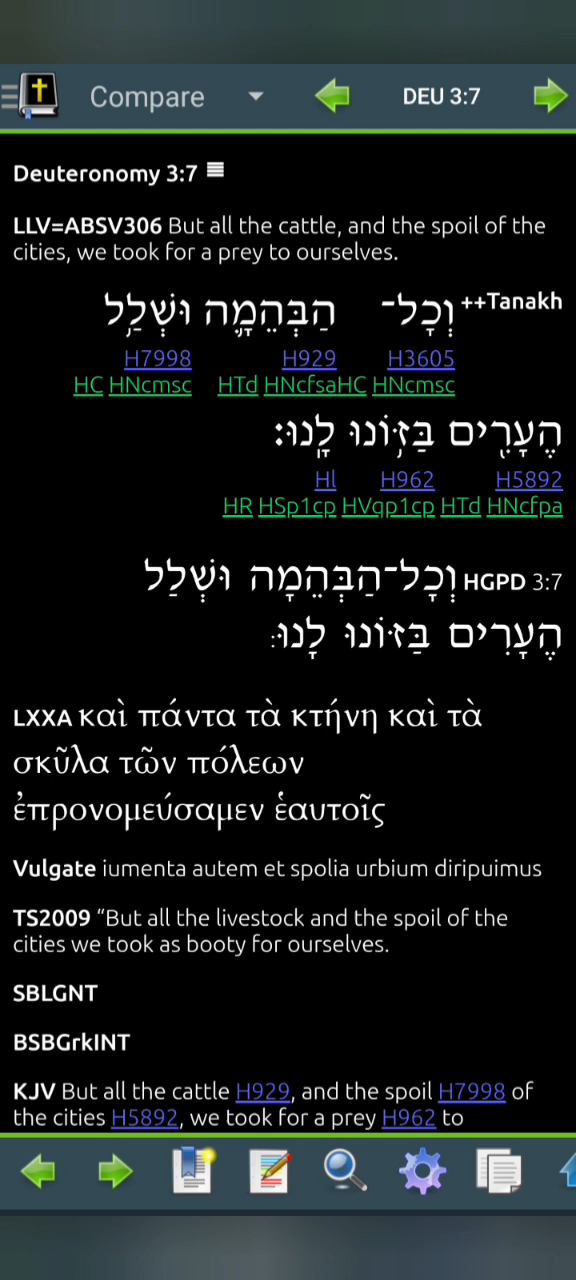 Compare
DEU 3:7
Deuteronomy 3:7
LLV=ABSV306 But all the cattle, and the spoil of the
cities, we took for a prey to ourselves.
++Tanakh וְכָל־ הַבְּהֵמָ֛ה וּשְׁלַ֥ל
H7998 H929 H3605
HC HNcmsc HTd HNcfsaHC HNcmsc
הֶעָרִ֖ים בַּזּ֥וֹנוּ לָֽנוּ׃
Hl H962 H5892
HR HSp1cp HVqp1cp HTd HNcfpa
HGPD 3:7 וְכָל־הַבְּהֵמָה וּשְׁלַל
הֶעָרִים בַּזּוֹנוּ לָנוּ׃
LXXA καὶ πάντα τὰ κτήνη καὶ τὰ
σκῦλα τῶν πόλεων
ἐπρονομεύσαμεν ἑαυτοῖς
Vulgate iumenta autem et spolia urbium diripuimus
TS2009 “But all the livestock and the spoil of the
cities we took as booty for ourselves.
SBLGNT
BSBGrkINT
KJV But all the cattle H929, and the spoil H7998 of
the cities H5892, we took for a prey H962 to